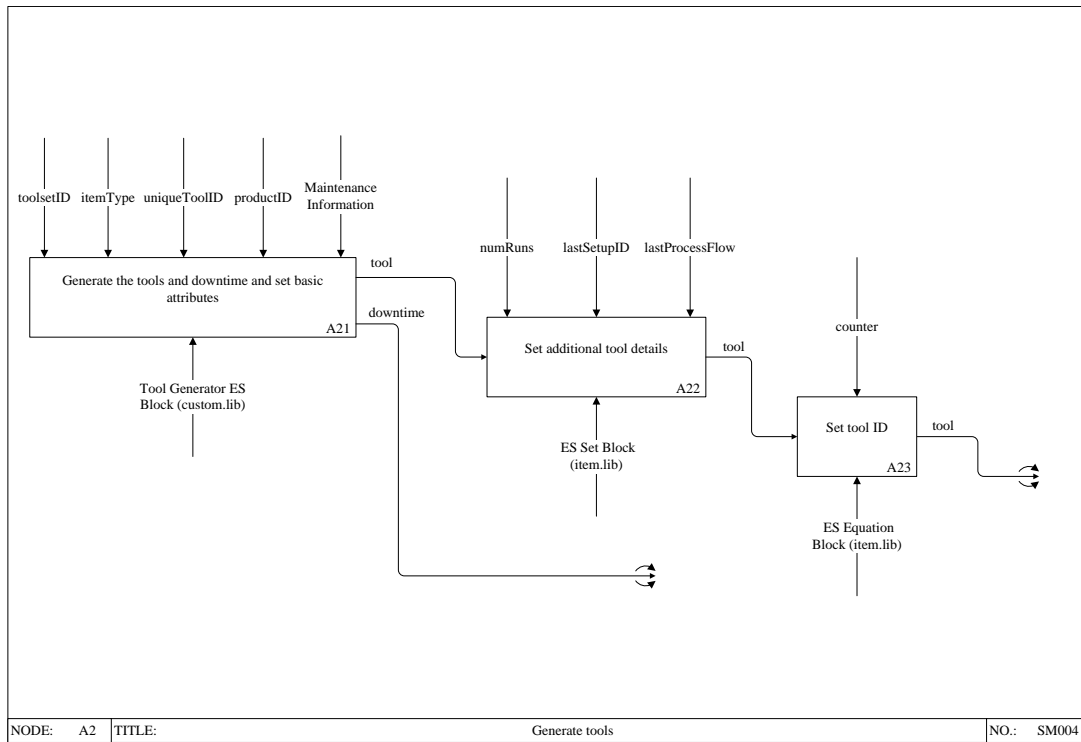 toolsetID
itemType
uniqueToolID
productID
Maintenance
Information
Generate the tools and downtime and set basic
attributes
A21
tool
downtime
Tool Generator ES
Block (custom.lib)
numRuns
lastSetupID
lastProcessFlow
Set additional tool details
A22
tool
ES Set Block
(item.lib)
counter
Set tool ID
A23
tool
ES Equation
Block (item.lib)
NODE: A2
TITLE:
Generate tools
NO.: SM004